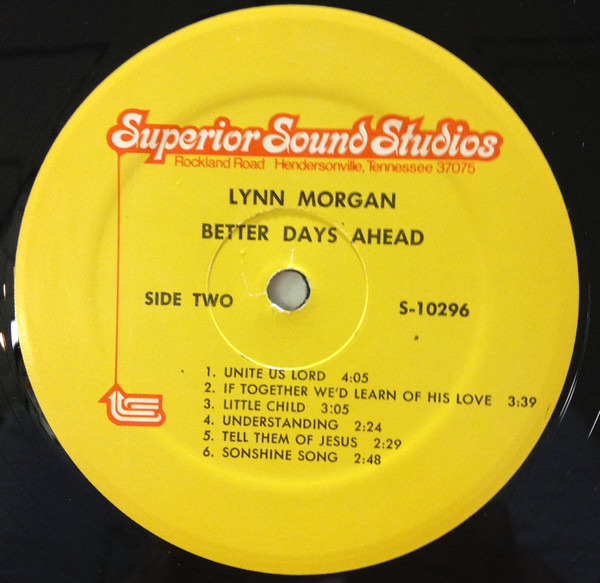 Superior Sound Studios
Rockland Road Hendersonville, Tennessee 37075
LYNN MORGAN
BETTER DAYS AHEAD
SIDE TWO S-10296
1. UNITE US LORD 4:05
2. IF TOGETHER WE'D LEARN OF HIS LOVE 3:39
3. LITTLE CHILD 3:05
4. UNDERSTANDING 2:24
5. TELL THEM OF JESUS 2:29
6. SONSHINE SONG 2:48